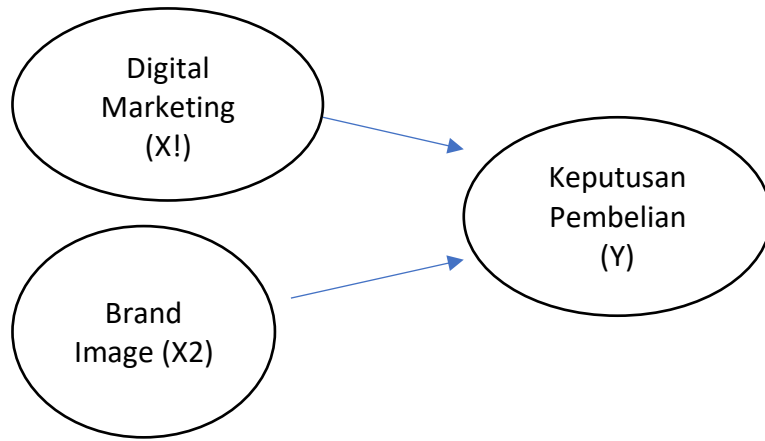 Digital
Marketing
(X!)
Keputusan
Pembelian
(Y)
Brand
Image (X2)